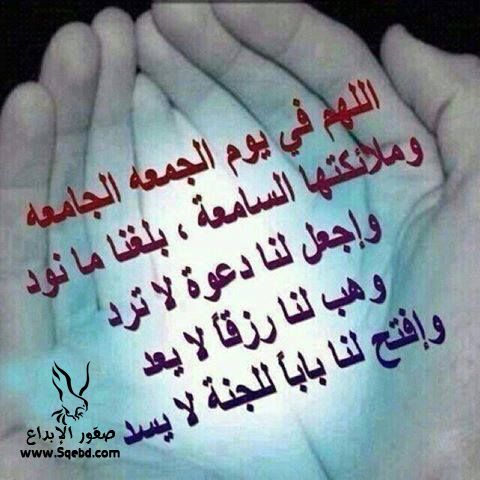 اللهم في يوم الجمعه الجامعه
وملائكتها السامعة ، بلغنا ما نود
وإجعل لنا دعوة لا ترد
وهب لنا رزقاً لا يعد
وإفتح لنا باباً للجنة لا يسد
صقور الإبداع
www.Sqebd.com